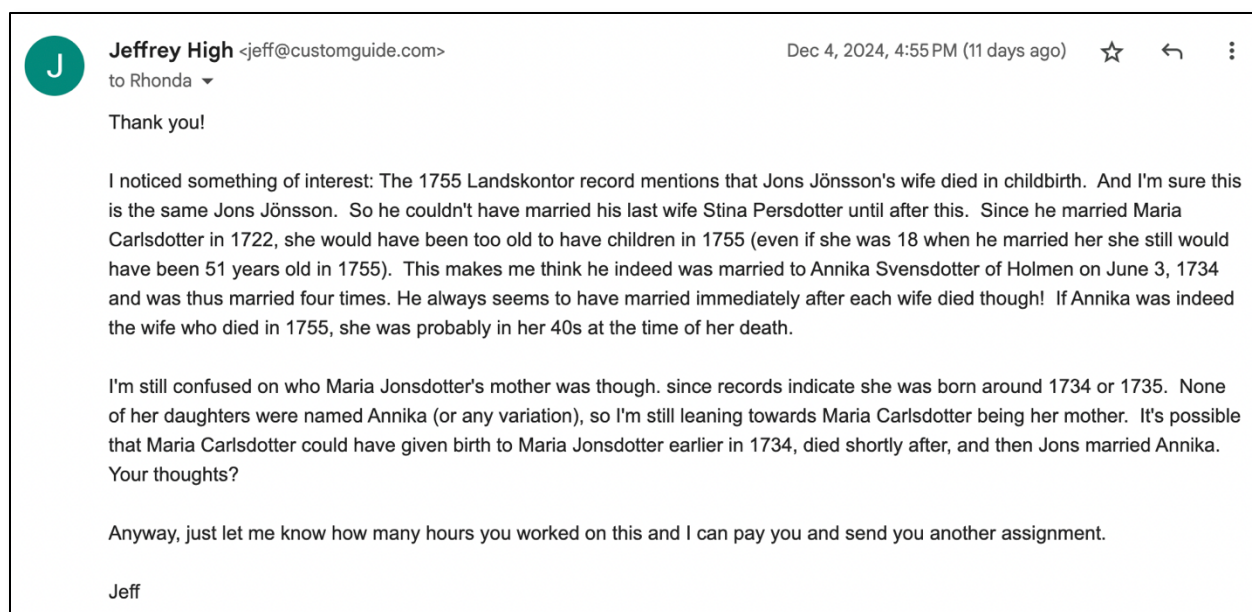 J
Jeffrey High <jeff@customguide.com>
Dec 4, 2024, 4:55 PM (11 days ago)
to Rhonda
Thank you!
I noticed something of interest: The 1755 Landskontor record mentions that Jons Jönsson's wife died in childbirth.  And I'm sure this
is the same Jons Jönsson.  So he couldn't have married his last wife Stina Persdotter until after this.  Since he married Maria
Carlsdotter in 1722, she would have been too old to have children in 1755 (even if she was 18 when he married her she still would
have been 51 years old in 1755).  This makes me think he indeed was married to Annika Svensdotter of Holmen on June 3, 1734
and was thus married four times. He always seems to have married immediately after each wife died though!  If Annika was indeed
the wife who died in 1755, she was probably in her 40s at the time of her death.
I'm still confused on who Maria Jonsdotter's mother was though. since records indicate she was born around 1734 or 1735.  None
of her daughters were named Annika (or any variation), so I'm still leaning towards Maria Carlsdotter being her mother.  It's possible
that Maria Carlsdotter could have given birth to Maria Jonsdotter earlier in 1734, died shortly after, and then Jons married Annika.
Your thoughts?
Anyway, just let me know how many hours you worked on this and I can pay you and send you another assignment.
Jeff